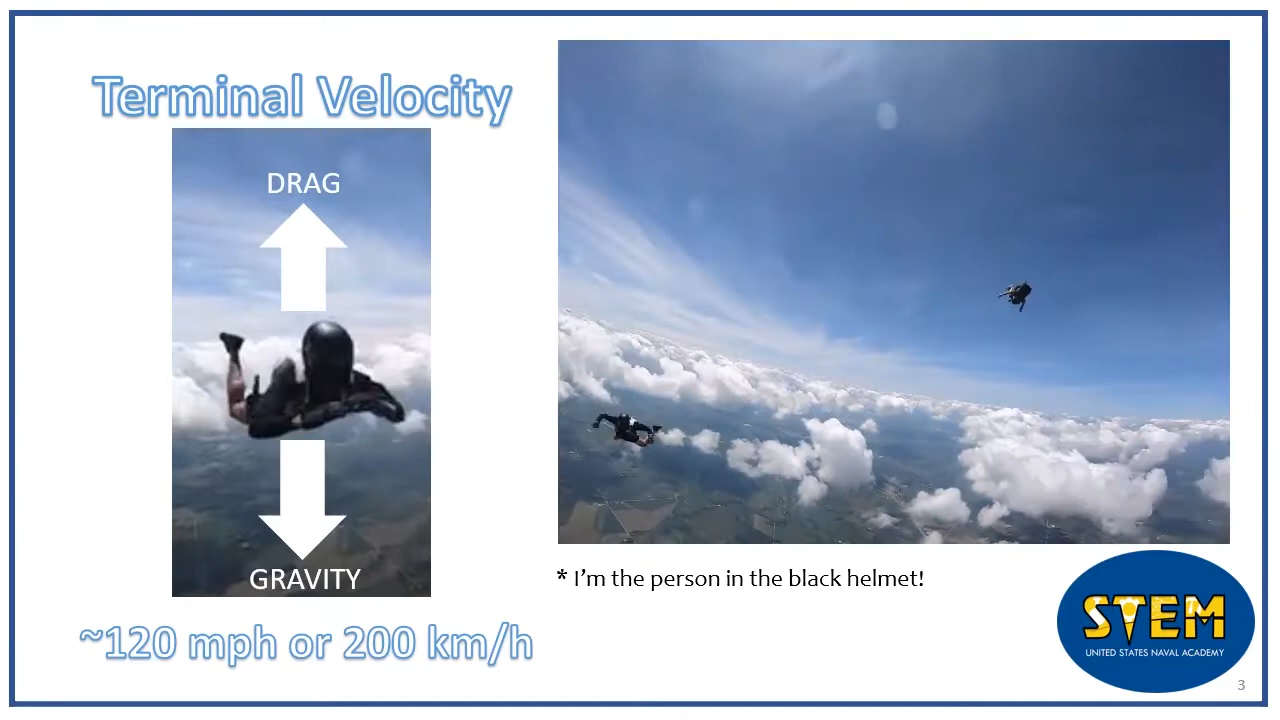 Terminal Velocity
DRAG
GRAVITY
~120 mph or 200 km/h
* I'm the person in the black helmet!
STEM
UNITED STATES NAVAL ACADEMY
3